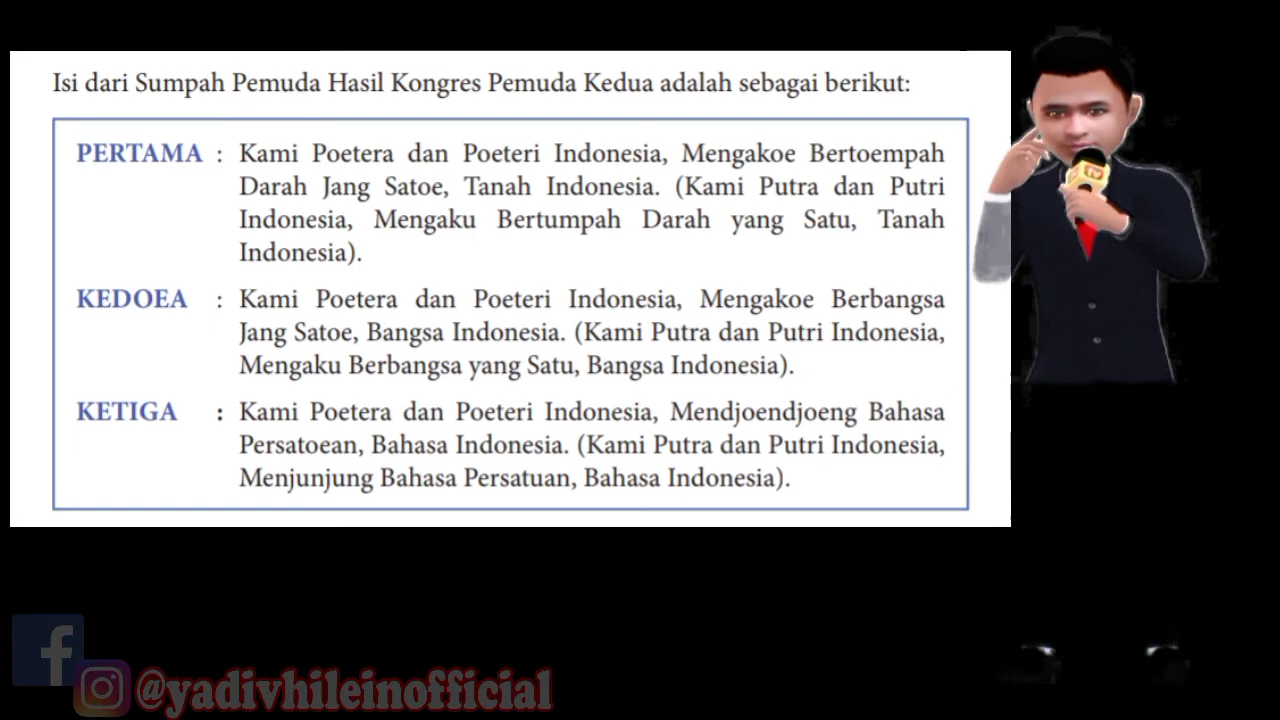 Isi dari Sumpah Pemuda Hasil Kongres Pemuda Kedua adalah sebagai berikut:
PERTAMA : Kami Poetera dan Poeteri Indonesia, Mengakoe Bertoempah
Darah Jang Satoe, Tanah Indonesia. (Kami Putra dan Putri
Indonesia, Mengaku Bertumpah Darah yang Satu, Tanah
Indonesia).
KEDOEA : Kami Poetera dan Poeteri Indonesia, Mengakoe Berbangsa
Jang Satoe, Bangsa Indonesia. (Kami Putra dan Putri Indonesia,
Mengaku Berbangsa yang Satu, Bangsa Indonesia).
KETIGA : Kami Poetera dan Poeteri Indonesia, Mendjoendjoeng Bahasa
Persatoean, Bahasa Indonesia. (Kami Putra dan Putri Indonesia,
Menjunjung Bahasa Persatuan, Bahasa Indonesia).
@yadivhileinofficial